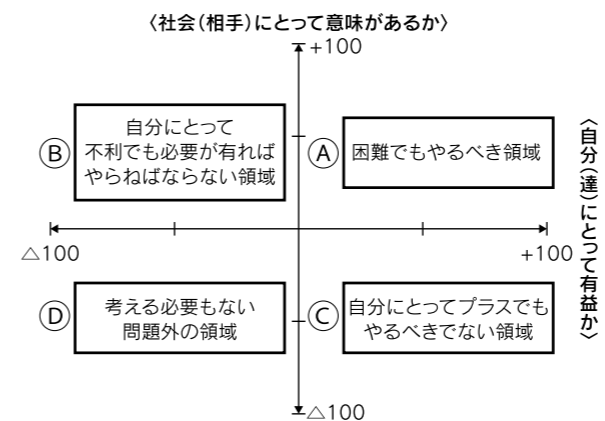 〈社会（相手）にとって意味があるか〉
+100
Ⓑ
自分にとって
不利でも必要が有れば
やらねばならない領域
Ⓐ
困難でもやるべき領域
〈自分（達）にとって有益か〉
△100
+100
Ⓓ
考える必要もない
問題外の領域
Ⓒ
自分にとってプラスでも
やるべきでない領域
△100